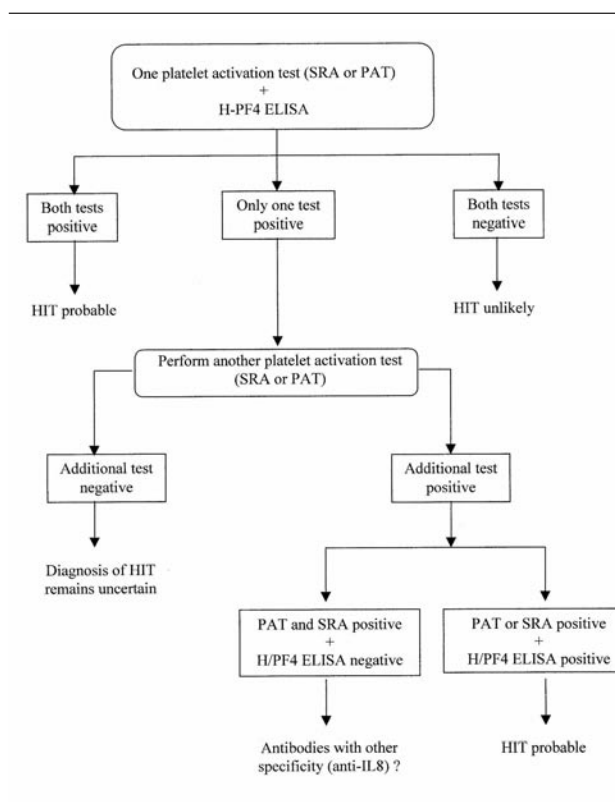 One platelet activation test (SRA or PAT)
+
H-PF4 ELISA
Both tests
positive
Only one test
positive
Both tests
negative
HIT probable
HIT unlikely
Perform another platelet activation test
(SRA or PAT)
Additional test
negative
Additional test
positive
Diagnosis of HIT
remains uncertain
PAT and SRA positive
+
H/PF4 ELISA negative
PAT or SRA positive
+
H/PF4 ELISA positive
Antibodies with other
specificity (anti-IL8) ?
HIT probable